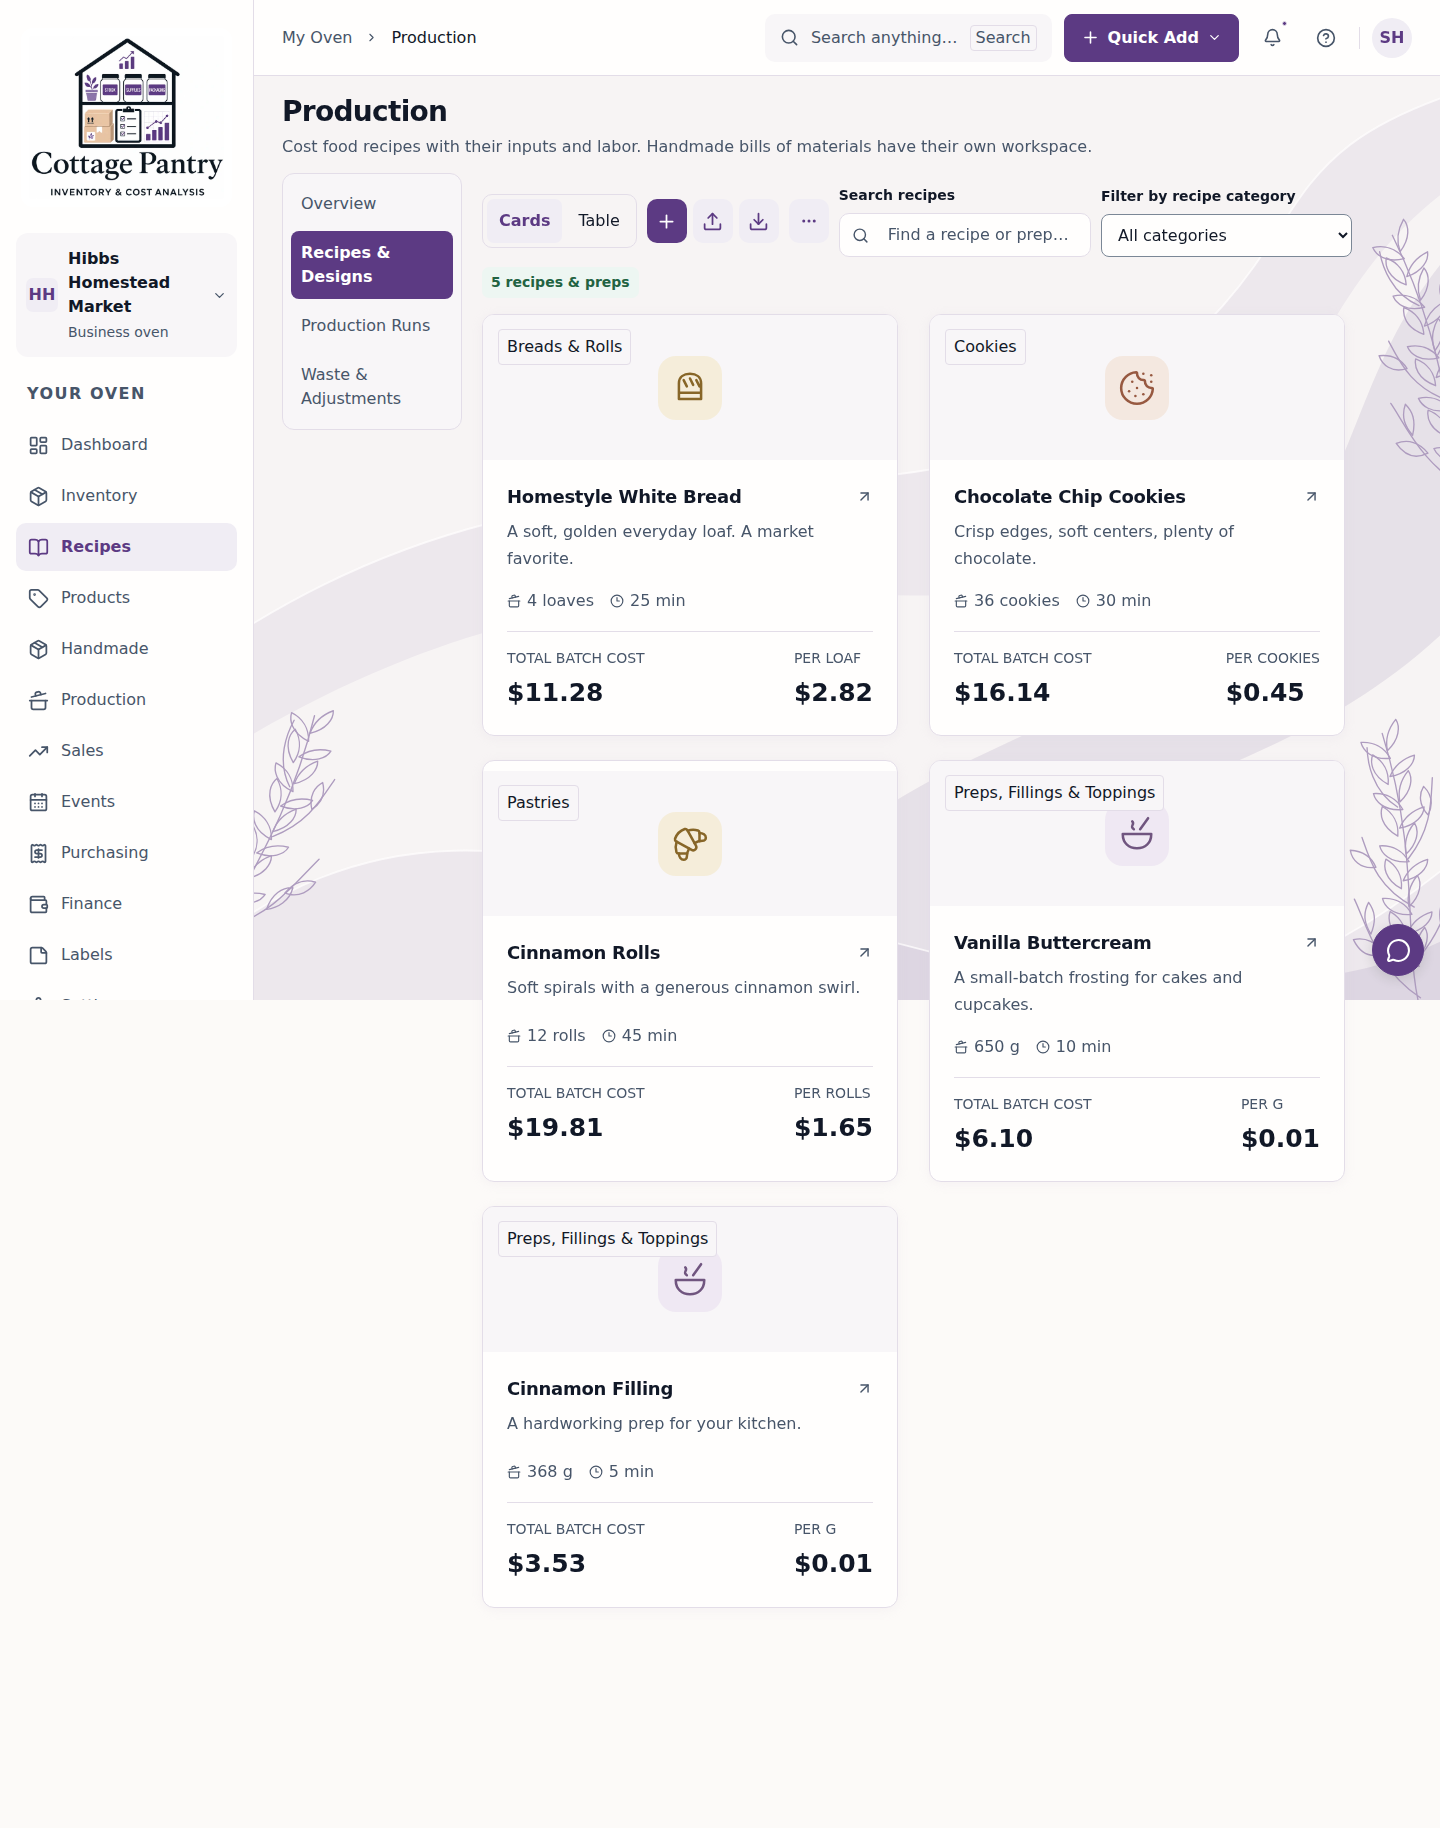 Cottage Pantry
INVENTORY & COST ANALYSIS
HH
Hibbs
Homestead
Market
Business oven
YOUR OVEN
Dashboard
Inventory
Recipes
Products
Handmade
Production
Sales
Events
Purchasing
Finance
Labels
My Oven > Production
Search anything... Search
+ Quick Add
SH
Production
Cost food recipes with their inputs and labor. Handmade bills of materials have their own workspace.
Overview
Recipes &
Designs
Production Runs
Waste &
Adjustments
Cards Table
Search recipes
Find a recipe or prep...
Filter by recipe category
All categories
5 recipes & preps
Breads & Rolls
Homestyle White Bread
A soft, golden everyday loaf. A market
favorite.
4 loaves 25 min
TOTAL BATCH COST PER LOAF
$11.28 $2.82
Cookies
Chocolate Chip Cookies
Crisp edges, soft centers, plenty of
chocolate.
36 cookies 30 min
TOTAL BATCH COST PER COOKIES
$16.14 $0.45
Pastries
Cinnamon Rolls
Soft spirals with a generous cinnamon swirl.
12 rolls 45 min
TOTAL BATCH COST PER ROLLS
$19.81 $1.65
Preps, Fillings & Toppings
Vanilla Buttercream
A small-batch frosting for cakes and
cupcakes.
650 g 10 min
TOTAL BATCH COST PER G
$6.10 $0.01
Preps, Fillings & Toppings
Cinnamon Filling
A hardworking prep for your kitchen.
368 g 5 min
TOTAL BATCH COST PER G
$3.53 $0.01